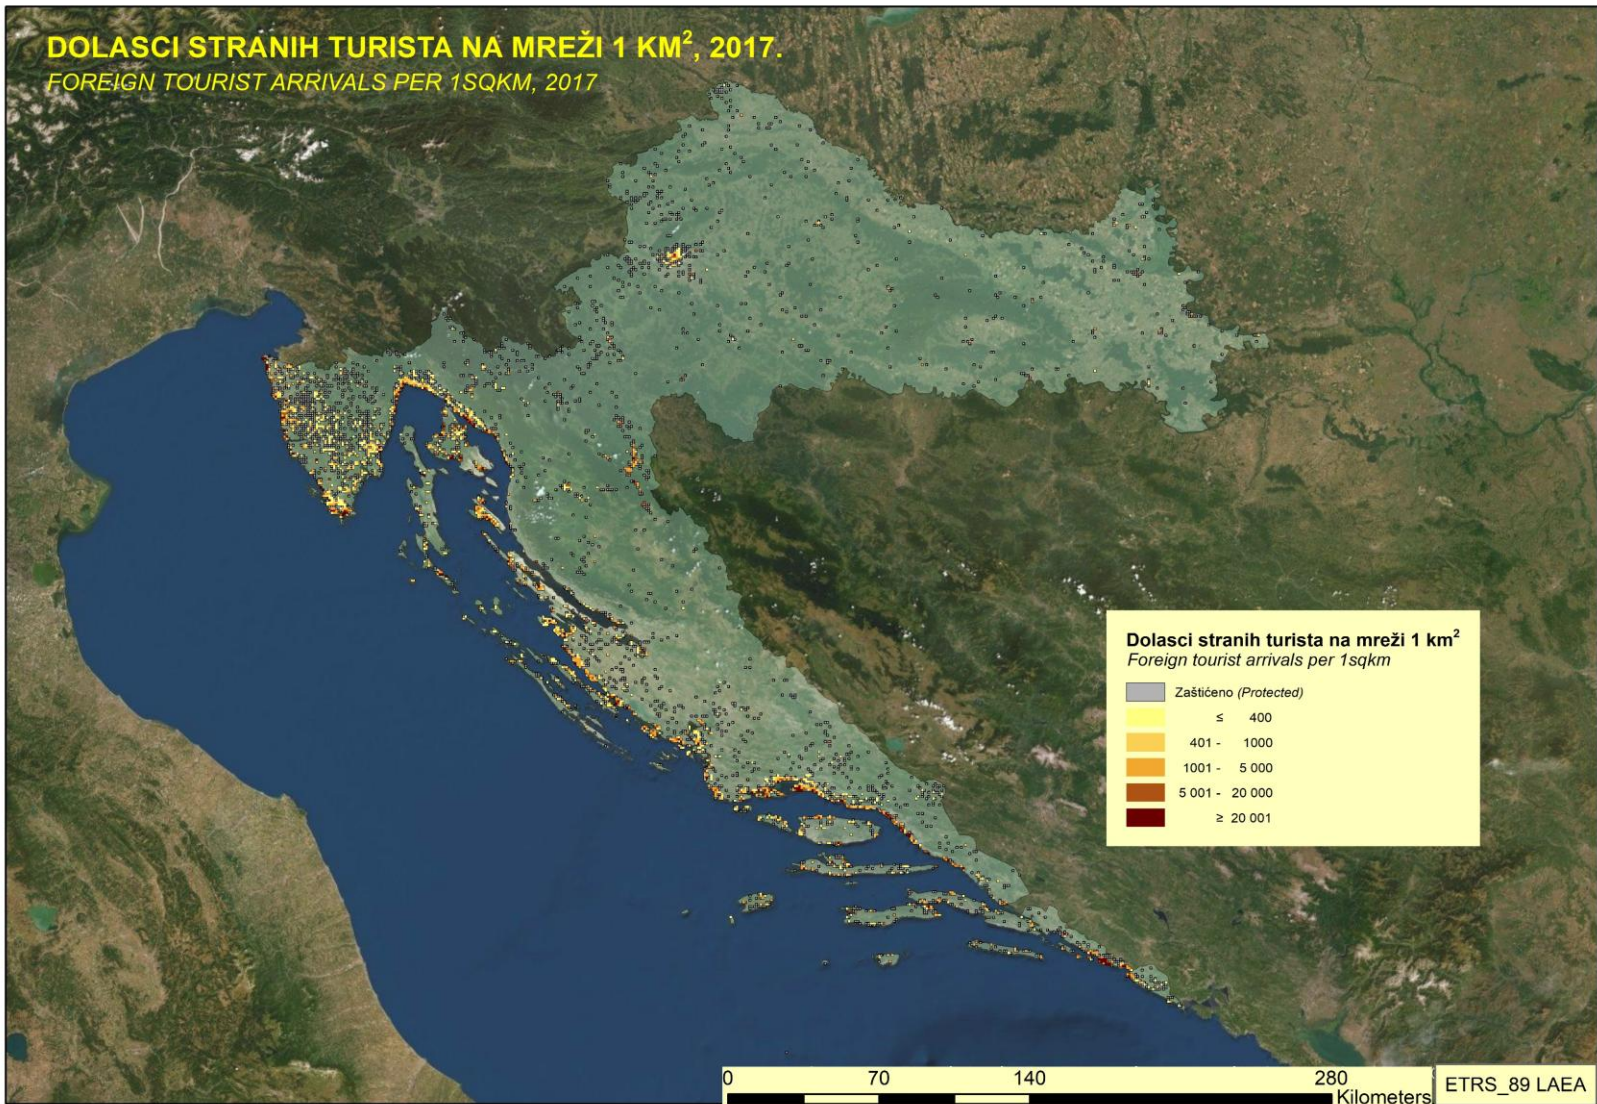 DOLASCI STRANIH TURISTA NA MREŽI 1 KM², 2017.
FOREIGN TOURIST ARRIVALS PER 1SQKM, 2017
Dolasci stranih turista na mreži 1 km²
Foreign tourist arrivals per 1sqkm
Zaštićeno (Protected)
≤ 400
401 - 1000
1001 - 5 000
5 001 - 20 000
≥ 20 001
0 70 140 280
Kilometers
ETRS_89 LAEA